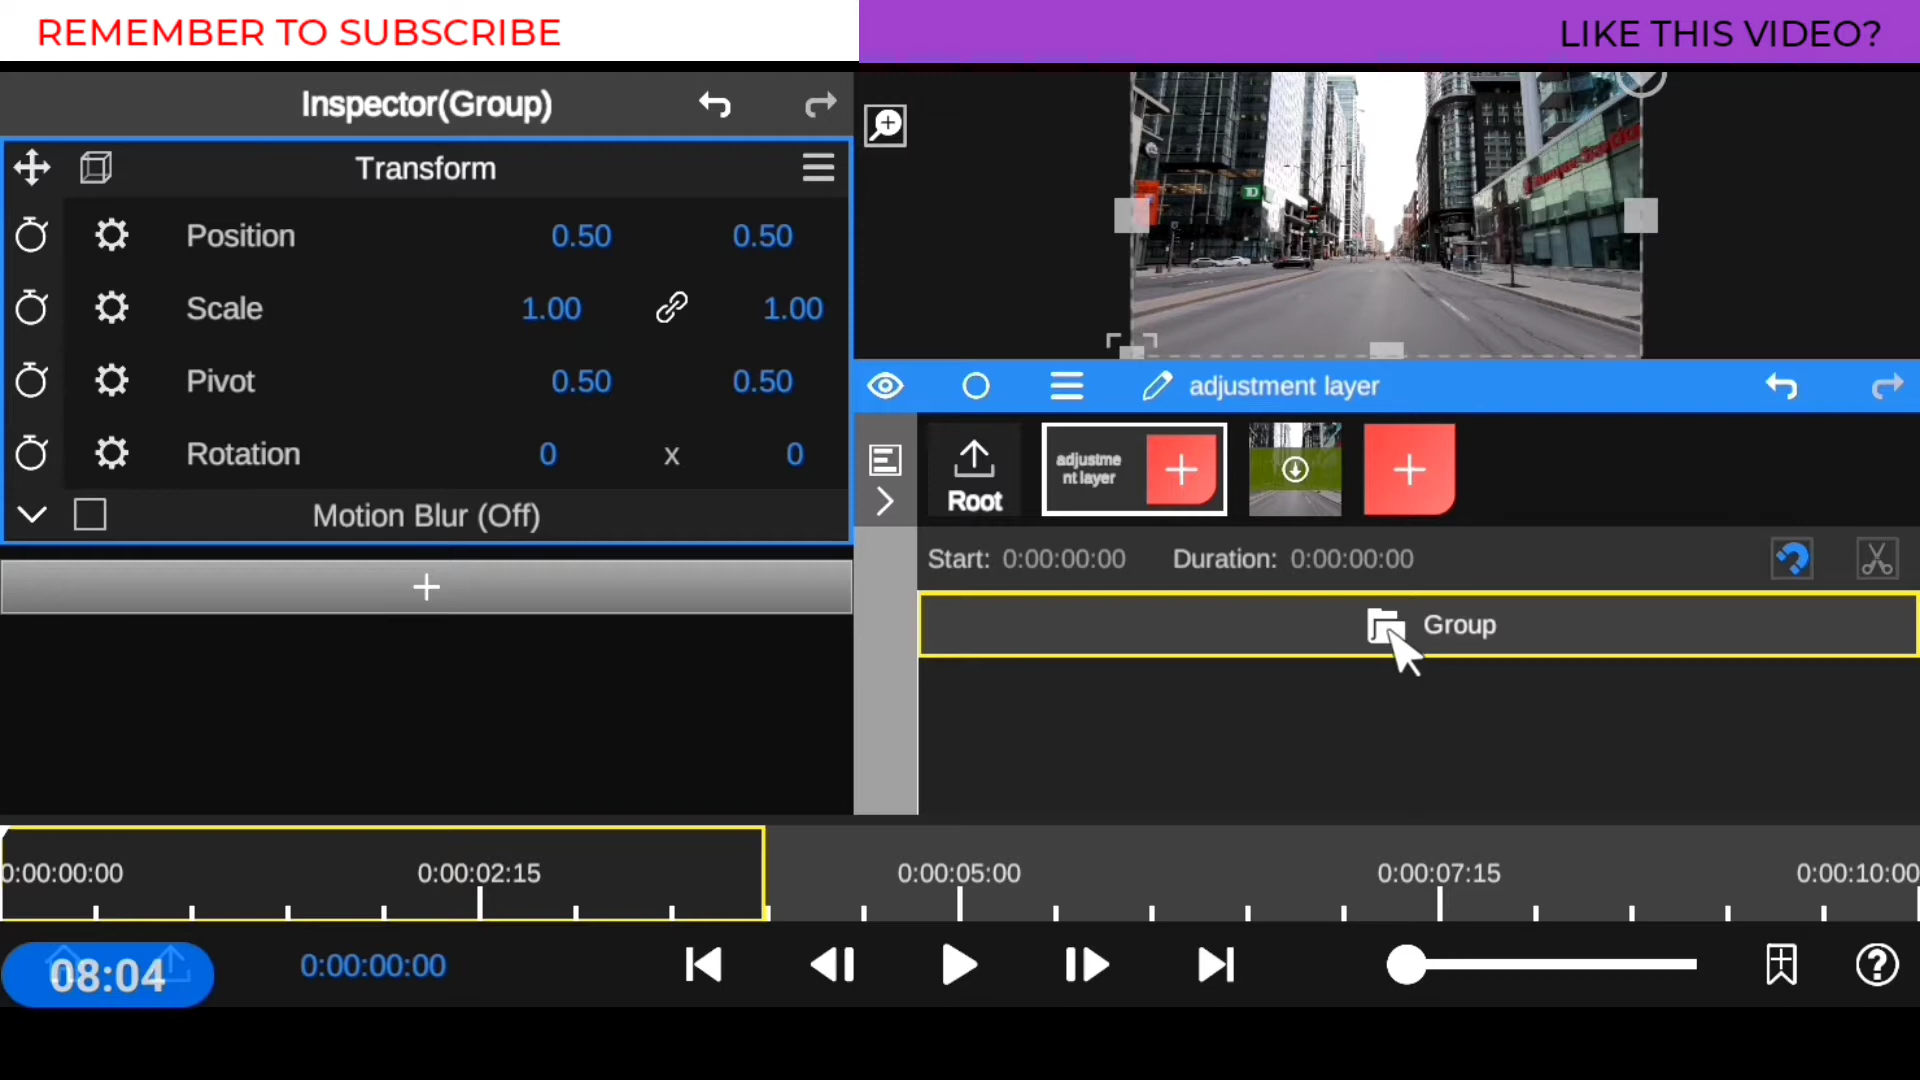 REMEMBER TO SUBSCRIBE
LIKE THIS VIDEO?
Inspector(Group)
Transform
Position 0.50 0.50
Scale 1.00 1.00
Pivot 0.50 0.50
Rotation 0 x 0
Motion Blur (Off)
+
TD
adjustment layer
Root
adjustme
nt layer
Start: 0:00:00:00 Duration: 0:00:00:00
Group
0:00:00:00 0:00:02:15 0:00:05:00 0:00:07:15 0:00:10:00
08:04
0:00:00:00